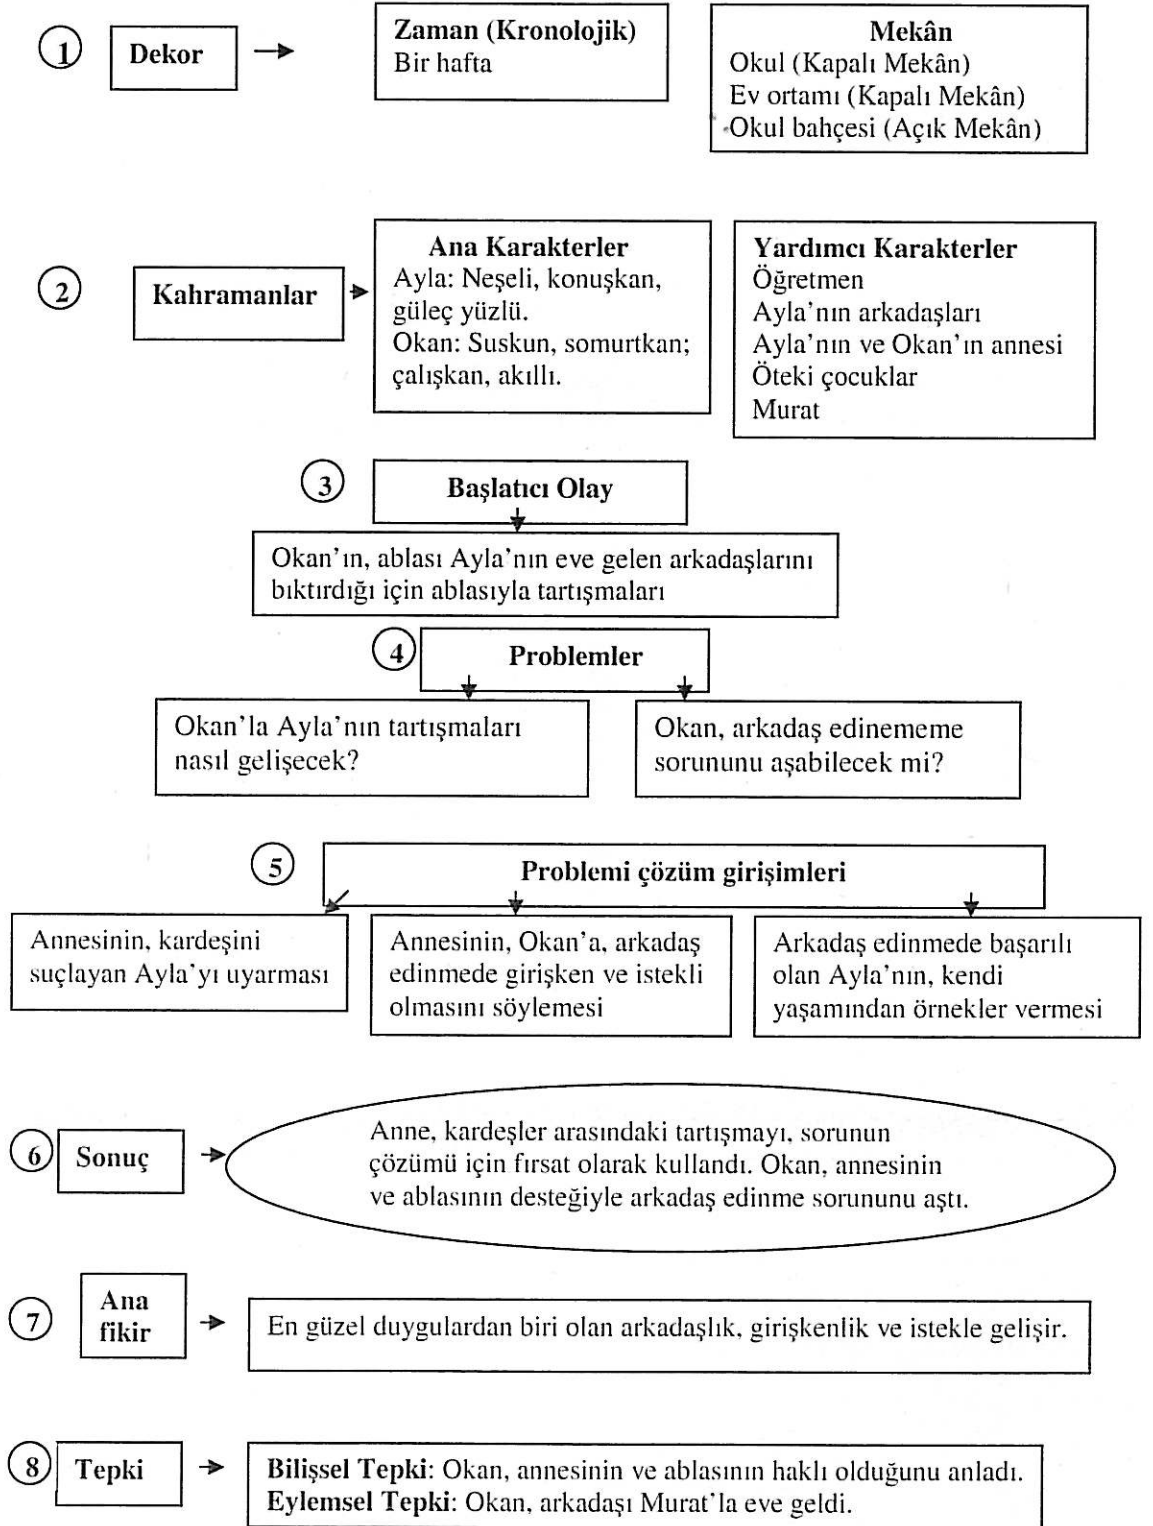 1
Dekor
Zaman (Kronolojik)
Bir hafta
Mekân
Okul (Kapalı Mekân)
Ev ortamı (Kapalı Mekân)
Okul bahçesi (Açık Mekân)
2
Kahramanlar
Ana Karakterler
Ayla: Neşeli, konuşkan,
güleç yüzlü.
Okan: Suskun, somurtkan;
çalışkan, akıllı.
Yardımcı Karakterler
Öğretmen
Ayla’nın arkadaşları
Ayla’nın ve Okan’ın annesi
Öteki çocuklar
Murat
3
Başlatıcı Olay
Okan’ın, ablası Ayla’nın eve gelen arkadaşlarını
bıktırdığı için ablasıyla tartışmaları
4
Problemler
Okan’la Ayla’nın tartışmaları
nasıl gelişecek?
Okan, arkadaş edinememe
sorununu aşabilecek mi?
5
Problemi çözüm girişimleri
Annesinin, kardeşini
suçlayan Ayla’yı uyarması
Annesinin, Okan’a, arkadaş
edinmede girişken ve istekli
olmasını söylemesi
Arkadaş edinmede başarılı
olan Ayla’nın, kendi
yaşamından örnekler vermesi
6
Sonuç
Anne, kardeşler arasındaki tartışmayı, sorunun
çözümü için fırsat olarak kullandı. Okan, annesinin
ve ablasının desteğiyle arkadaş edinme sorununu aştı.
7
Ana
fikir
En güzel duygulardan biri olan arkadaşlık, girişkenlik ve istekle gelişir.
8
Tepki
Bilişsel Tepki: Okan, annesinin ve ablasının haklı olduğunu anladı.
Eylemsel Tepki: Okan, arkadaşı Murat’la eve geldi.